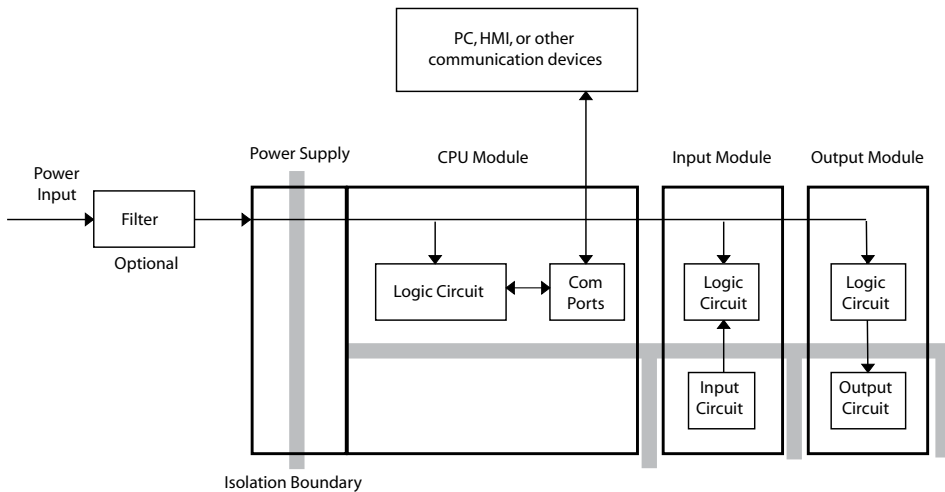 PC, HMI, or other
communication devices
Power Supply
CPU Module
Input Module
Output Module
Power
Input
Filter
Optional
Logic Circuit
Com
Ports
Logic
Circuit
Logic
Circuit
Input
Circuit
Output
Circuit
Isolation Boundary